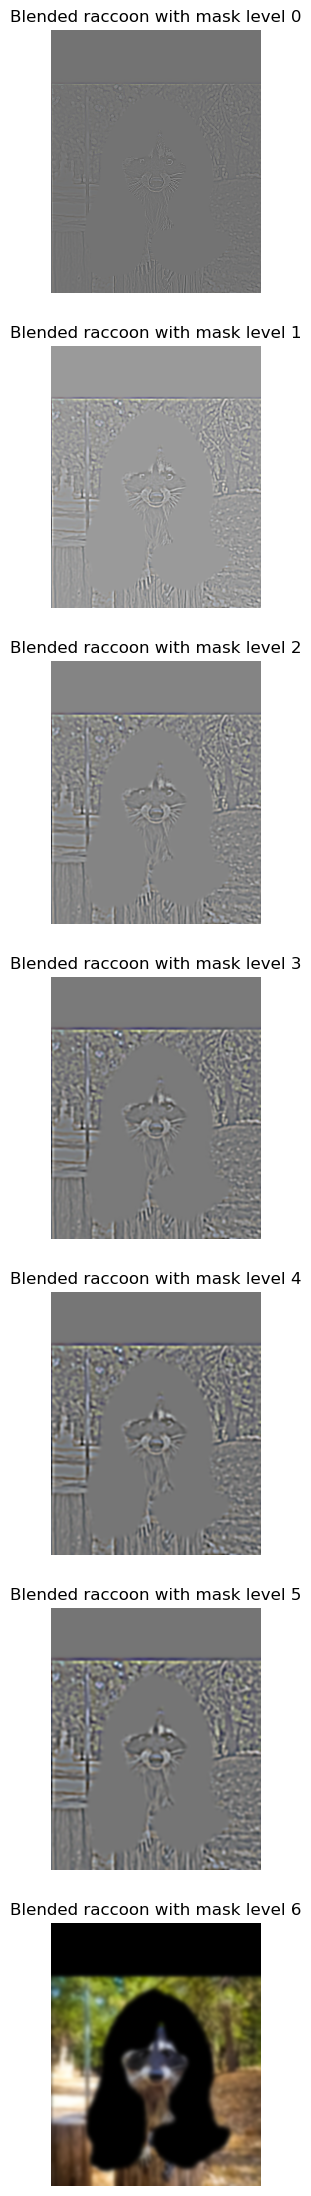 Blended raccoon with mask level 0
Blended raccoon with mask level 1
Blended raccoon with mask level 2
Blended raccoon with mask level 3
Blended raccoon with mask level 4
Blended raccoon with mask level 5
Blended raccoon with mask level 6